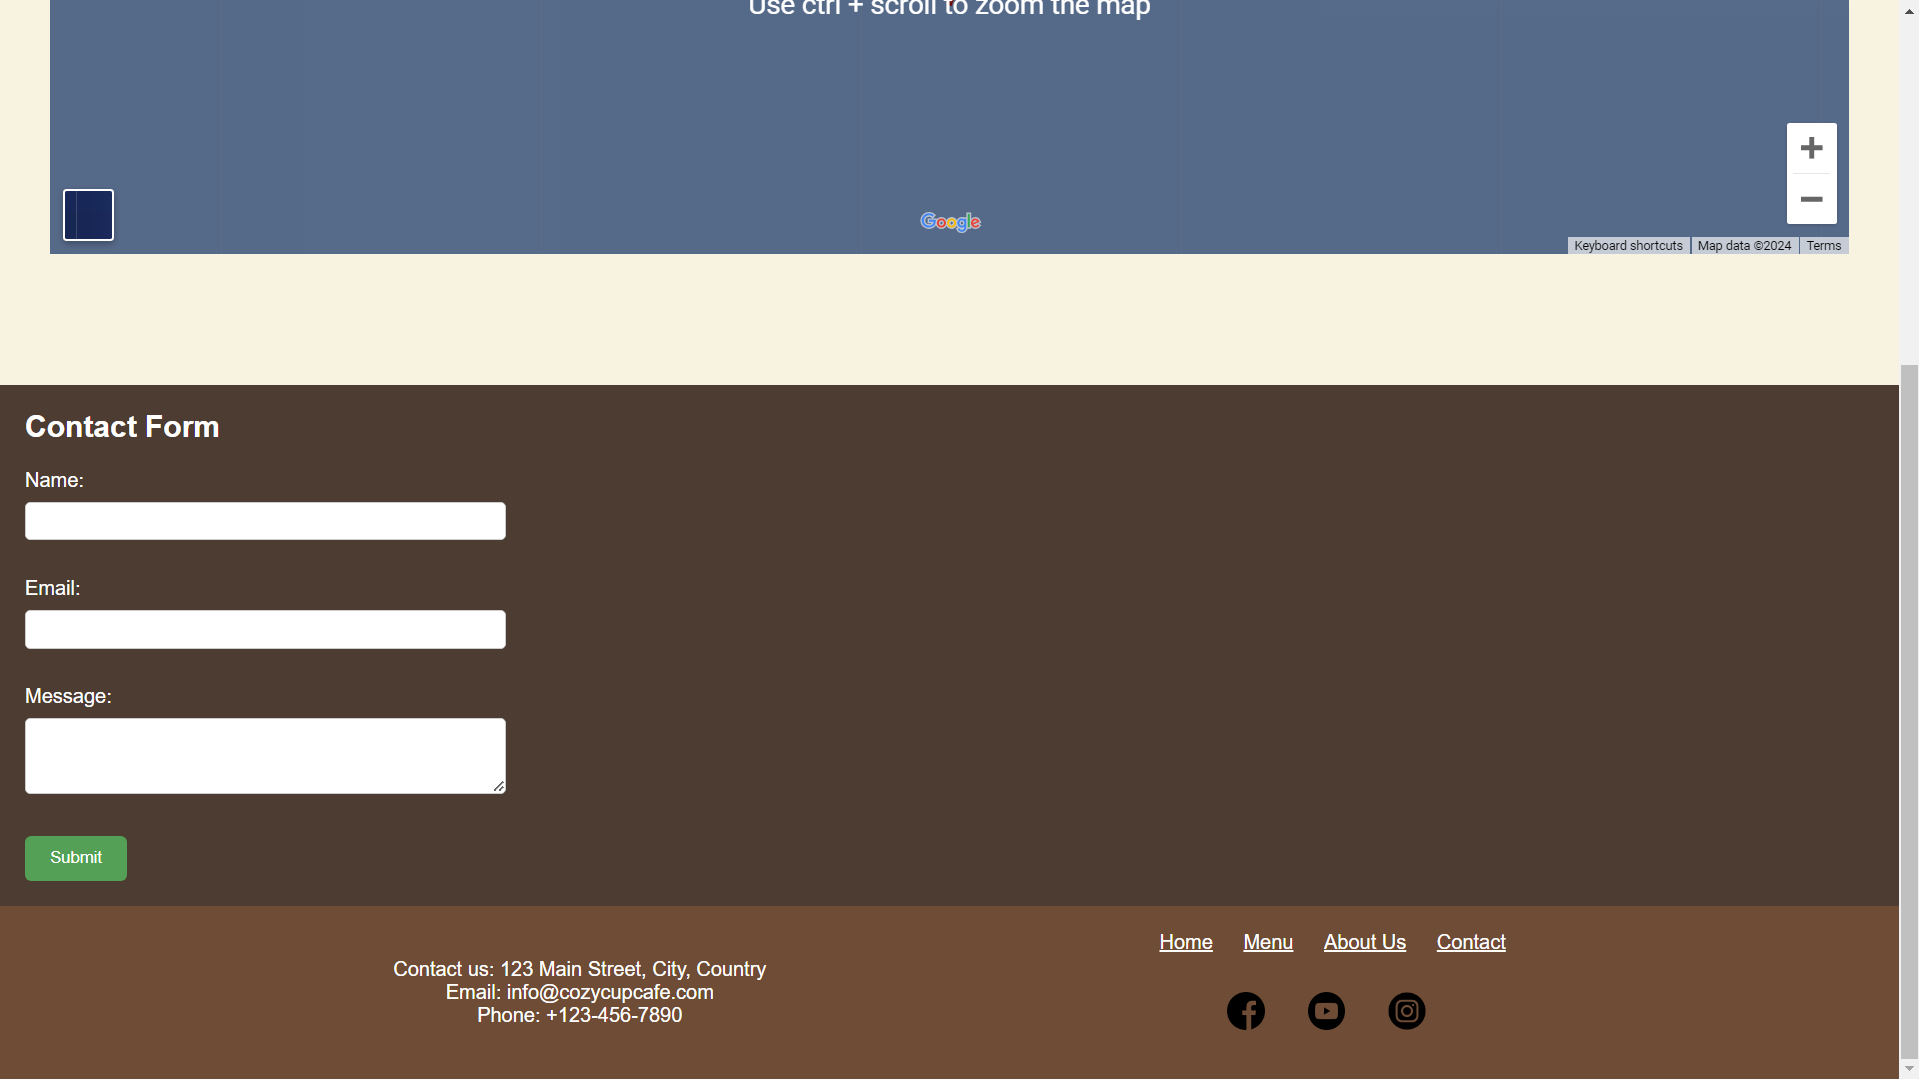 Use ctrl + scroll to zoom the map
Google
Keyboard shortcuts Map data ©2024 Terms
Contact Form
Name:
Email:
Message:
Submit
Home Menu About Us Contact
Contact us: 123 Main Street, City, Country
Email: info@cozycupcafe.com
Phone: +123-456-7890